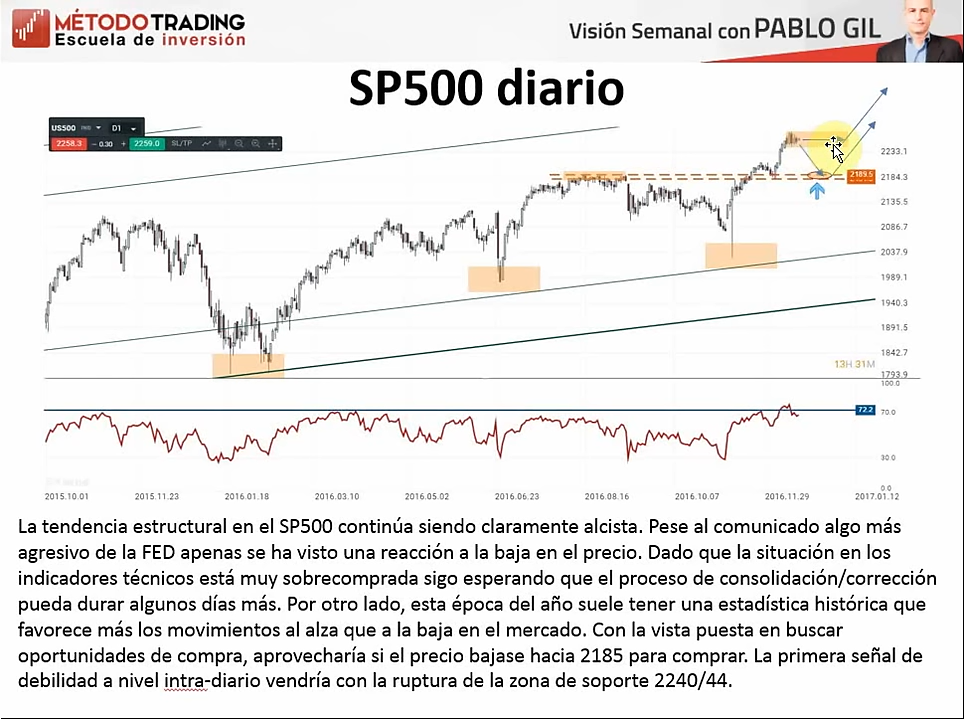 MÉTODOTRADING
Escuela de inversión
Visión Semanal con PABLO GIL
SP500 diario
US500 D1
2258.3 − 0.30 + 2259.0 SL/TP
2233.1
2189.5
2184.3
2135.5
2086.7
2037.9
1989.1
1940.3
1891.5
1842.7
13H 31M
1793.9
100.0
72.2
70.0
30.0
0.0
2015.10.01 2015.11.23 2016.01.18 2016.03.10 2016.05.02 2016.06.23 2016.08.16 2016.10.07 2016.11.29 2017.01.12
La tendencia estructural en el SP500 continúa siendo claramente alcista. Pese al comunicado algo más
agresivo de la FED apenas se ha visto una reacción a la baja en el precio. Dado que la situación en los
indicadores técnicos está muy sobrecomprada sigo esperando que el proceso de consolidación/corrección
pueda durar algunos días más. Por otro lado, esta época del año suele tener una estadística histórica que
favorece más los movimientos al alza que a la baja en el mercado. Con la vista puesta en buscar
oportunidades de compra, aprovecharía si el precio bajase hacia 2185 para comprar. La primera señal de
debilidad a nivel intra-diario vendría con la ruptura de la zona de soporte 2240/44.